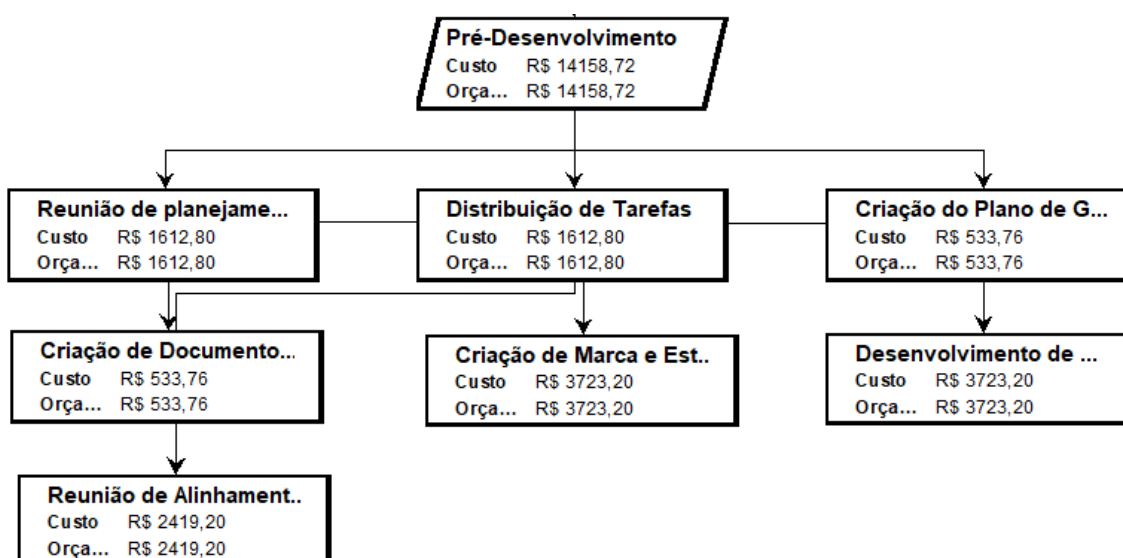 Pré-Desenvolvimento
Custo R$ 14158,72
Orça... R$ 14158,72
Reunião de planejame...
Custo R$ 1612,80
Orça... R$ 1612,80
Distribuição de Tarefas
Custo R$ 1612,80
Orça... R$ 1612,80
Criação do Plano de G...
Custo R$ 533,76
Orça... R$ 533,76
Criação de Documento...
Custo R$ 533,76
Orça... R$ 533,76
Criação de Marca e Est..
Custo R$ 3723,20
Orça... R$ 3723,20
Desenvolvimento de ...
Custo R$ 3723,20
Orça... R$ 3723,20
Reunião de Alinhament..
Custo R$ 2419,20
Orça... R$ 2419,20